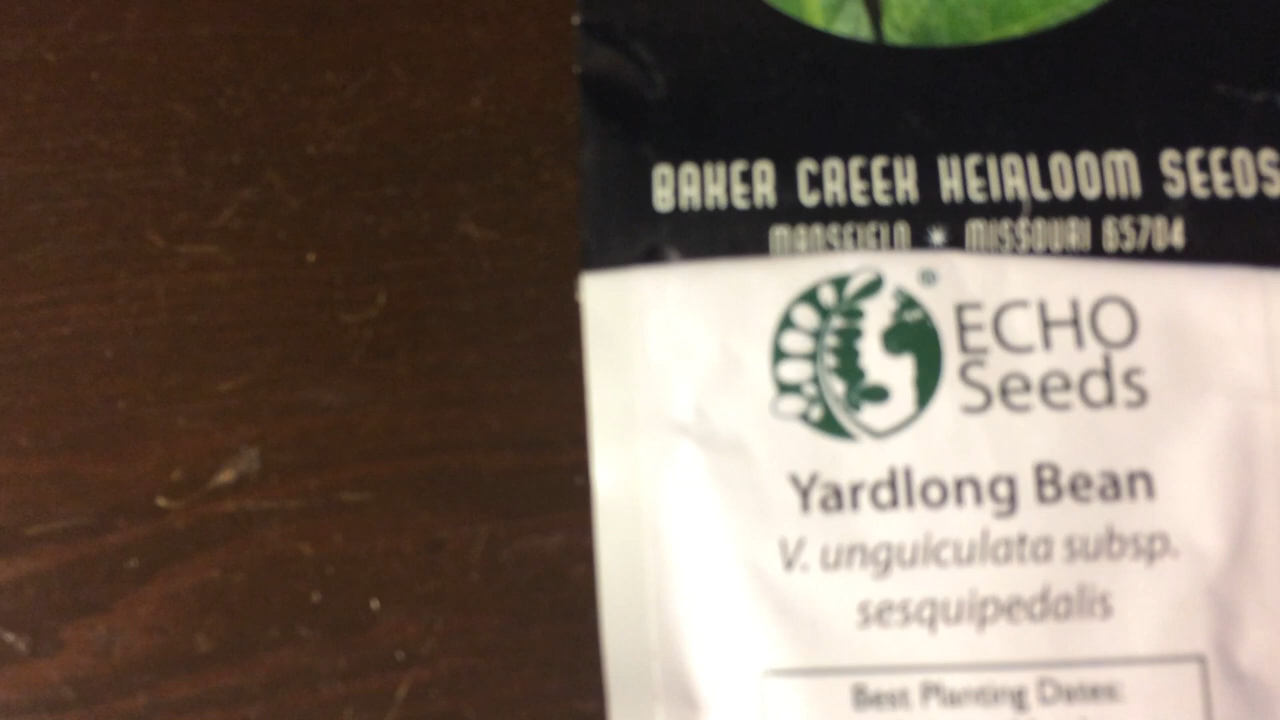 BAKER CREEK HEIRLOOM SEEDS
MANSFIELD * MISSOURI 65704
ECHO
Seeds
Yardlong Bean
V. unguiculata subsp.
sesquipedalis
Best Planting Dates: